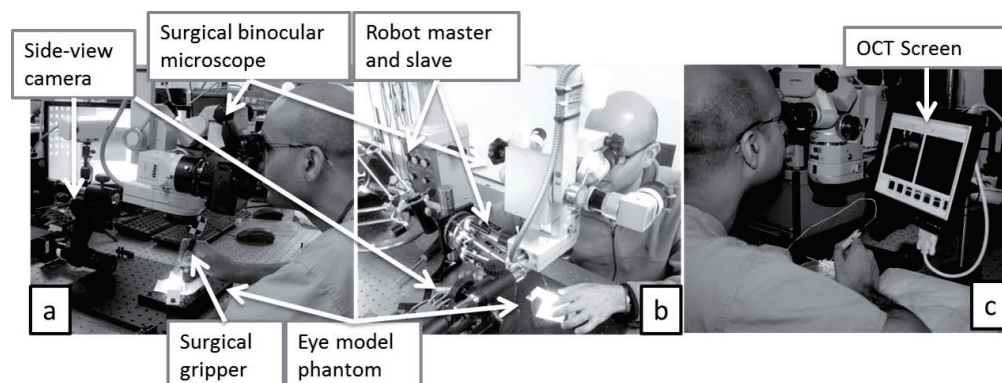 Side-view
camera
Surgical binocular
microscope
Robot master
and slave
OCT Screen
a
b
c
Surgical
gripper
Eye model
phantom